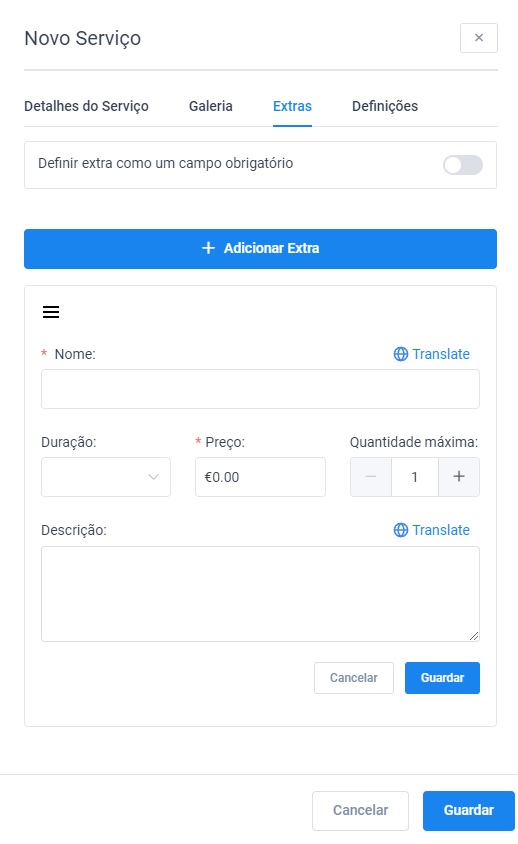 Novo Serviço
×
Detalhes do Serviço Galeria Extras Definições
Definir extra como um campo obrigatório
+ Adicionar Extra
* Nome: Translate
Duração: * Preço: Quantidade máxima:
€0.00 − 1 +
Descrição: Translate
Cancelar Guardar
Cancelar Guardar